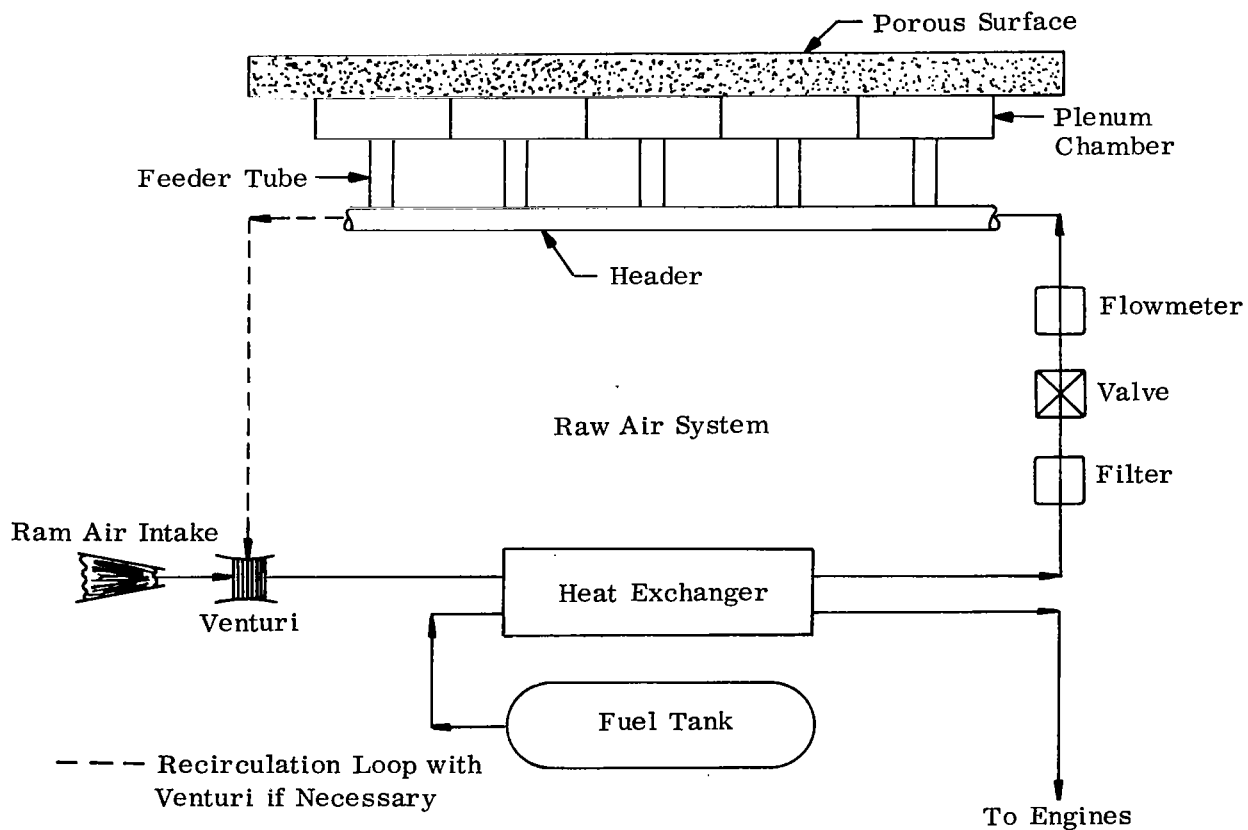 Porous Surface
Plenum
Chamber
Feeder Tube
Header
Flowmeter
Valve
Raw Air System
Filter
Ram Air Intake
Heat Exchanger
Venturi
Fuel Tank
Recirculation Loop with
Venturi if Necessary
To Engines